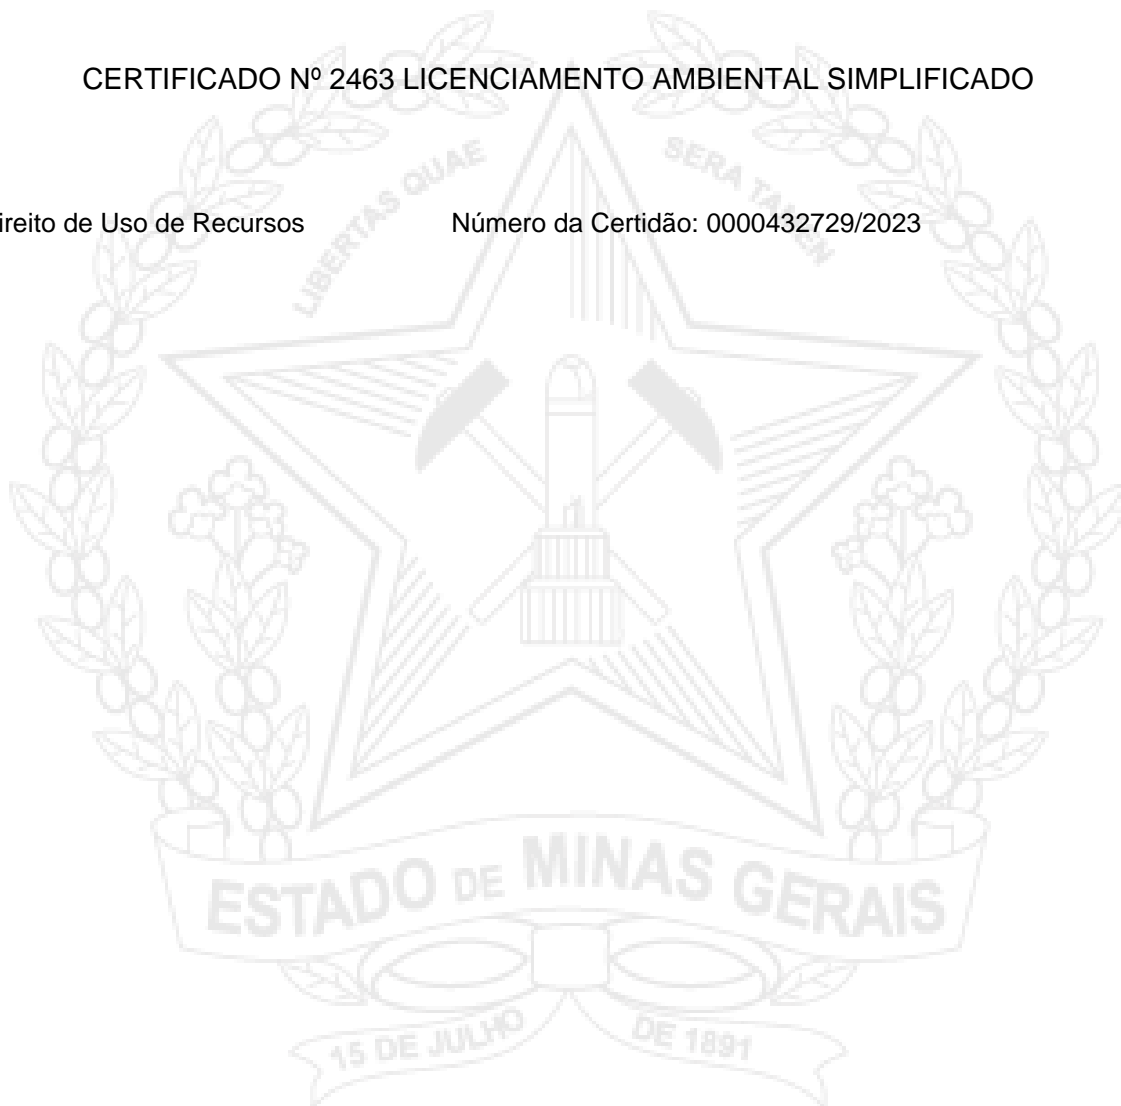 CERTIFICADO Nº 2463 LICENCIAMENTO AMBIENTAL SIMPLIFICADO
LIBERTAS QUAE SERA TAMEN
ireito de Uso de Recursos Número da Certidão: 0000432729/2023
ESTADO DE MINAS GERAIS
15 DE JULHO DE 1891